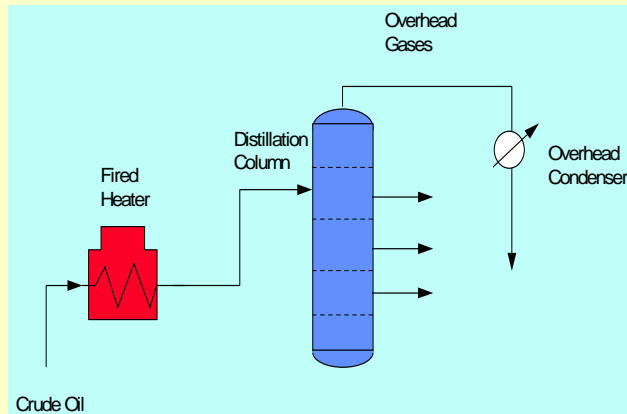 Overhead
Gases
Distillation
Column
Overhead
Condenser
Fired
Heater
Crude Oil